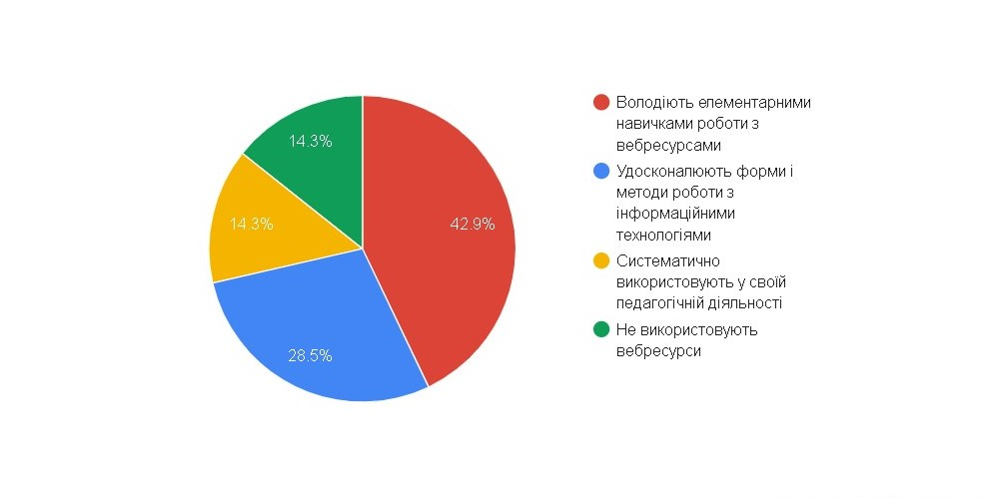 14.3%
14.3%
42.9%
28.5%
Володіють елементарними
навичками роботи з
вебресурсами
Удосконалюють форми і
методи роботи з
інформаційними
технологіями
Систематично
використовують у своїй
педагогічній діяльності
Не використовують
вебресурси